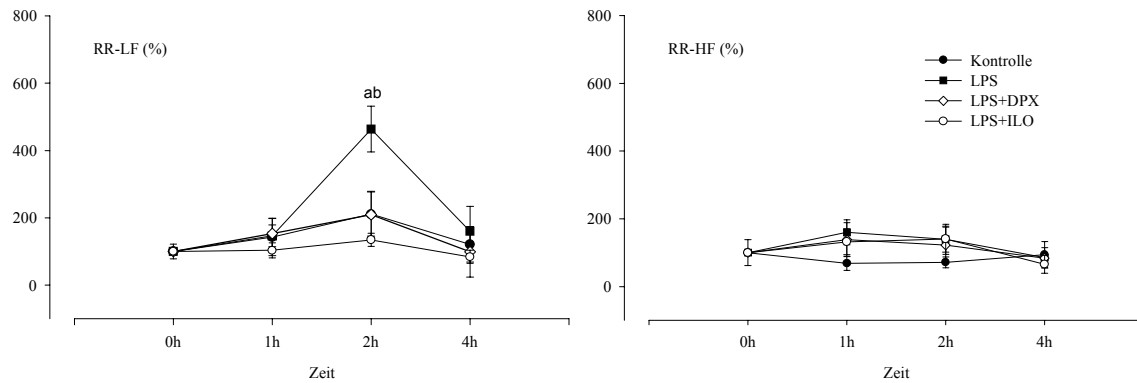 RR-LF (%)
800
600
400
200
0
ab
0h 1h 2h 4h
Zeit
RR-HF (%)
800
600
400
200
0
Kontrolle
LPS
LPS+DPX
LPS+ILO
0h 1h 2h 4h
Zeit